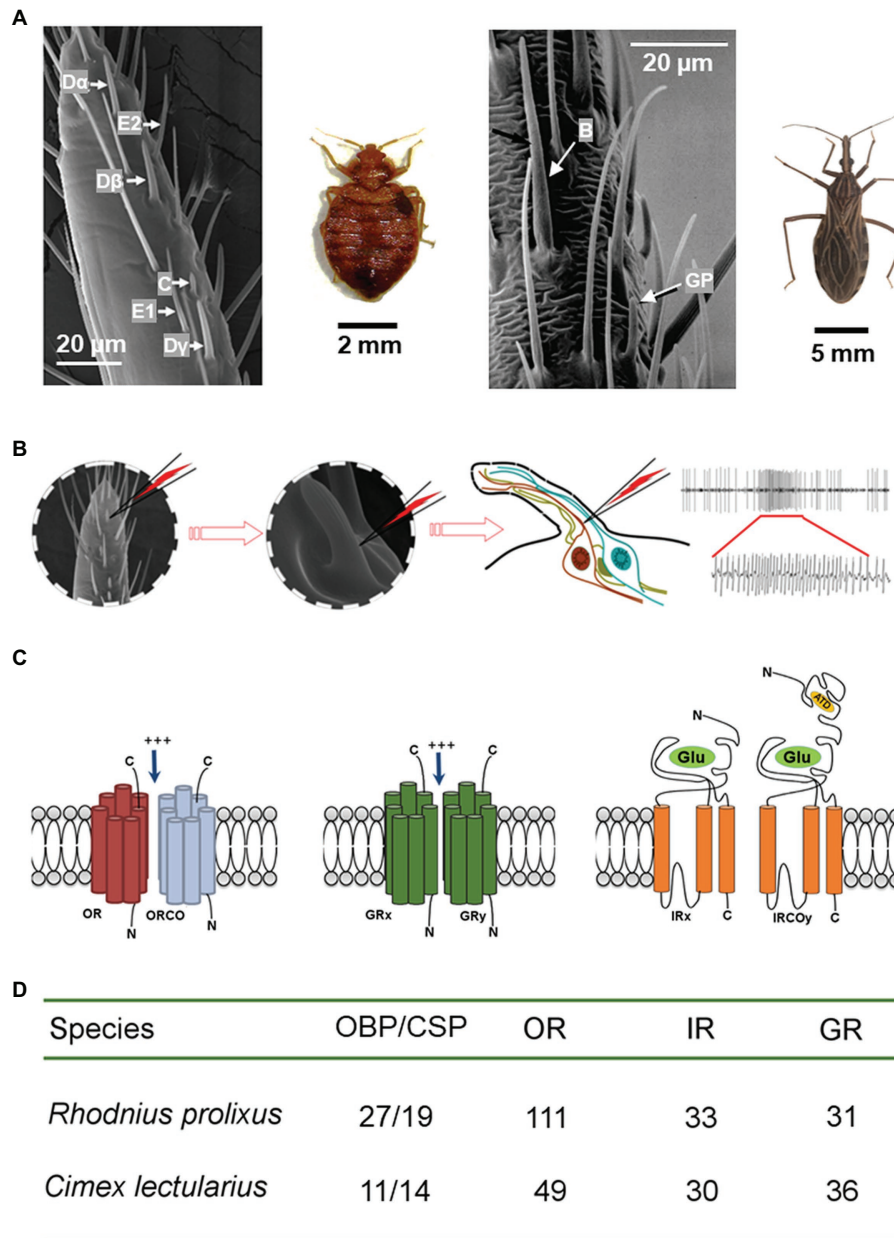 A
Dα
E2
Dβ
C
E1
Dγ
20 µm
2 mm
20 µm
B
GP
5 mm
B
C
+++
C
C
OR
ORCO
N
N
+++
C
C
GRx
GRy
N
N
N
Glu
IRx
C
N
ATD
Glu
IRCOy
C
D
Species OBP/CSP OR IR GR
Rhodnius prolixus 27/19 111 33 31
Cimex lectularius 11/14 49 30 36